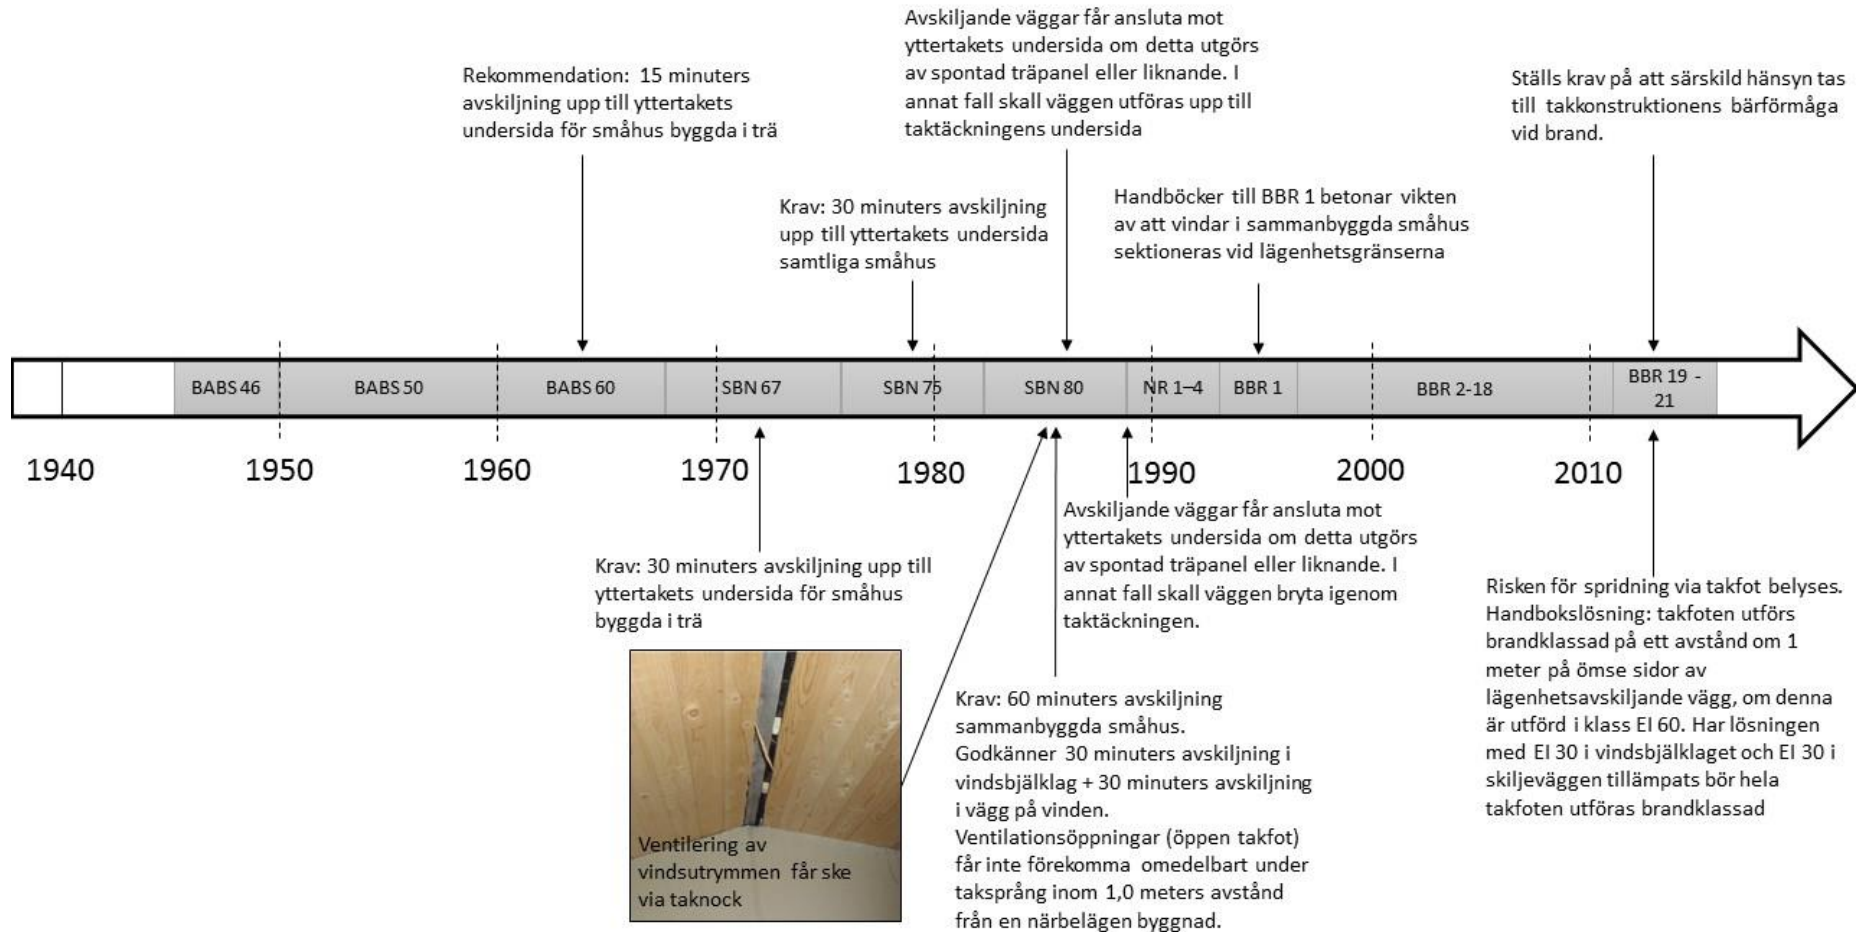 Rekommendation: 15 minuters
avskiljning upp till yttertakets
undersida för småhus byggda i trä
Avskiljande väggar får ansluta mot
yttertakets undersida om detta utgörs
av spontad träpanel eller liknande. I
annat fall skall väggen utföras upp till
taktäckningens undersida
Ställs krav på att särskild hänsyn tas
till takkonstruktionens bärförmåga
vid brand.
Krav: 30 minuters avskiljning
upp till yttertakets undersida
samtliga småhus
Handböcker till BBR 1 betonar vikten
av att vindar i sammanbyggda småhus
sektioneras vid lägenhetsgränserna
BABS 46
BABS 50
BABS 60
SBN 67
SBN 75
SBN 80
NR 1–4
BBR 1
BBR 2-18
BBR 19 -
21
1940
1950
1960
1970
1980
1990
2000
2010
Krav: 30 minuters avskiljning upp till
yttertakets undersida för småhus
byggda i trä
Ventilering av
vindsutrymmen får ske
via taknock
Avskiljande väggar får ansluta mot
yttertakets undersida om detta utgörs
av spontad träpanel eller liknande. I
annat fall skall väggen bryta igenom
taktäckningen.
Krav: 60 minuters avskiljning
sammanbyggda småhus.
Godkänner 30 minuters avskiljning i
vindsbjälklag + 30 minuters avskiljning
i vägg på vinden.
Ventilationsöppningar (öppen takfot)
får inte förekomma omedelbart under
taksprång inom 1,0 meters avstånd
från en närbelägen byggnad.
Risken för spridning via takfot belyses.
Handbokslösning: takfoten utförs
brandklassad på ett avstånd om 1
meter på ömse sidor av
lägenhetsavskiljande vägg, om denna
är utförd i klass EI 60. Har lösningen
med EI 30 i vindsbjälklaget och EI 30 i
skiljeväggen tillämpats bör hela
takfoten utföras brandklassad